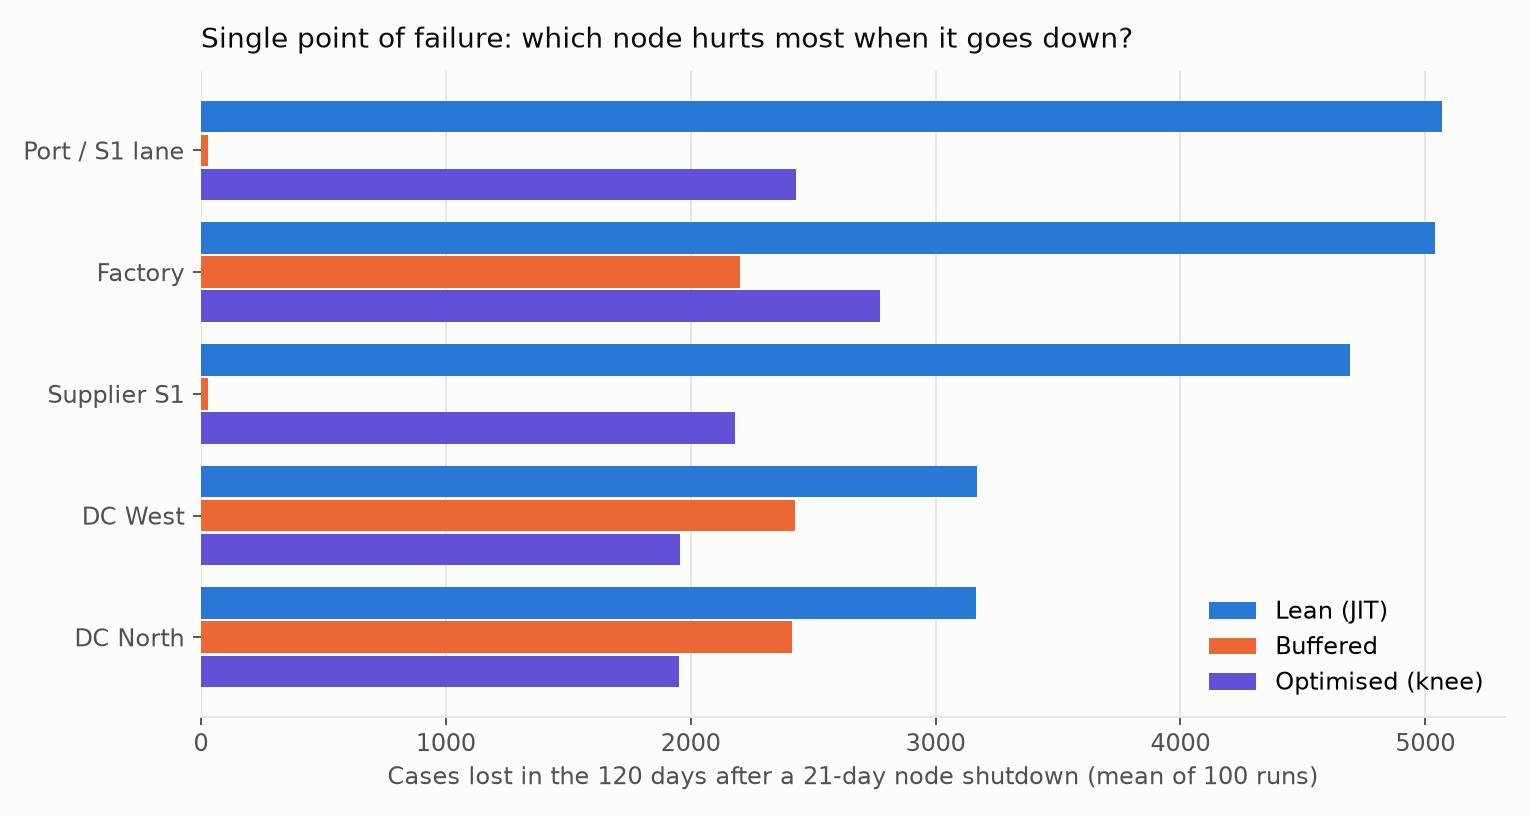 Single point of failure: which node hurts most when it goes down?
Port / S1 lane
Factory
Supplier S1
DC West
DC North
Lean (JIT)
Buffered
Optimised (knee)
0 1000 2000 3000 4000 5000
Cases lost in the 120 days after a 21-day node shutdown (mean of 100 runs)